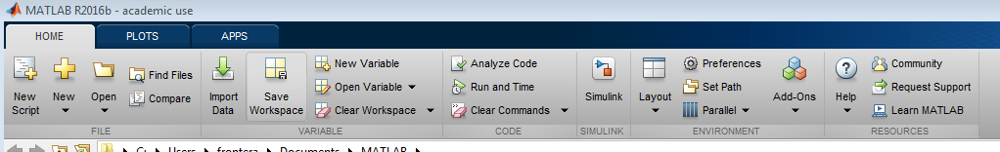 MATLAB R2016b - academic use
HOME PLOTS APPS
New Script
New
Open
Find Files
Compare
FILE
Import Data
Save Workspace
New Variable
Open Variable
Clear Workspace
VARIABLE
Analyze Code
Run and Time
Clear Commands
CODE
Simulink
SIMULINK
Layout
Preferences
Set Path
Parallel
Add-Ons
ENVIRONMENT
Help
Community
Request Support
Learn MATLAB
RESOURCES
C: Users frontera Documents MATLAB